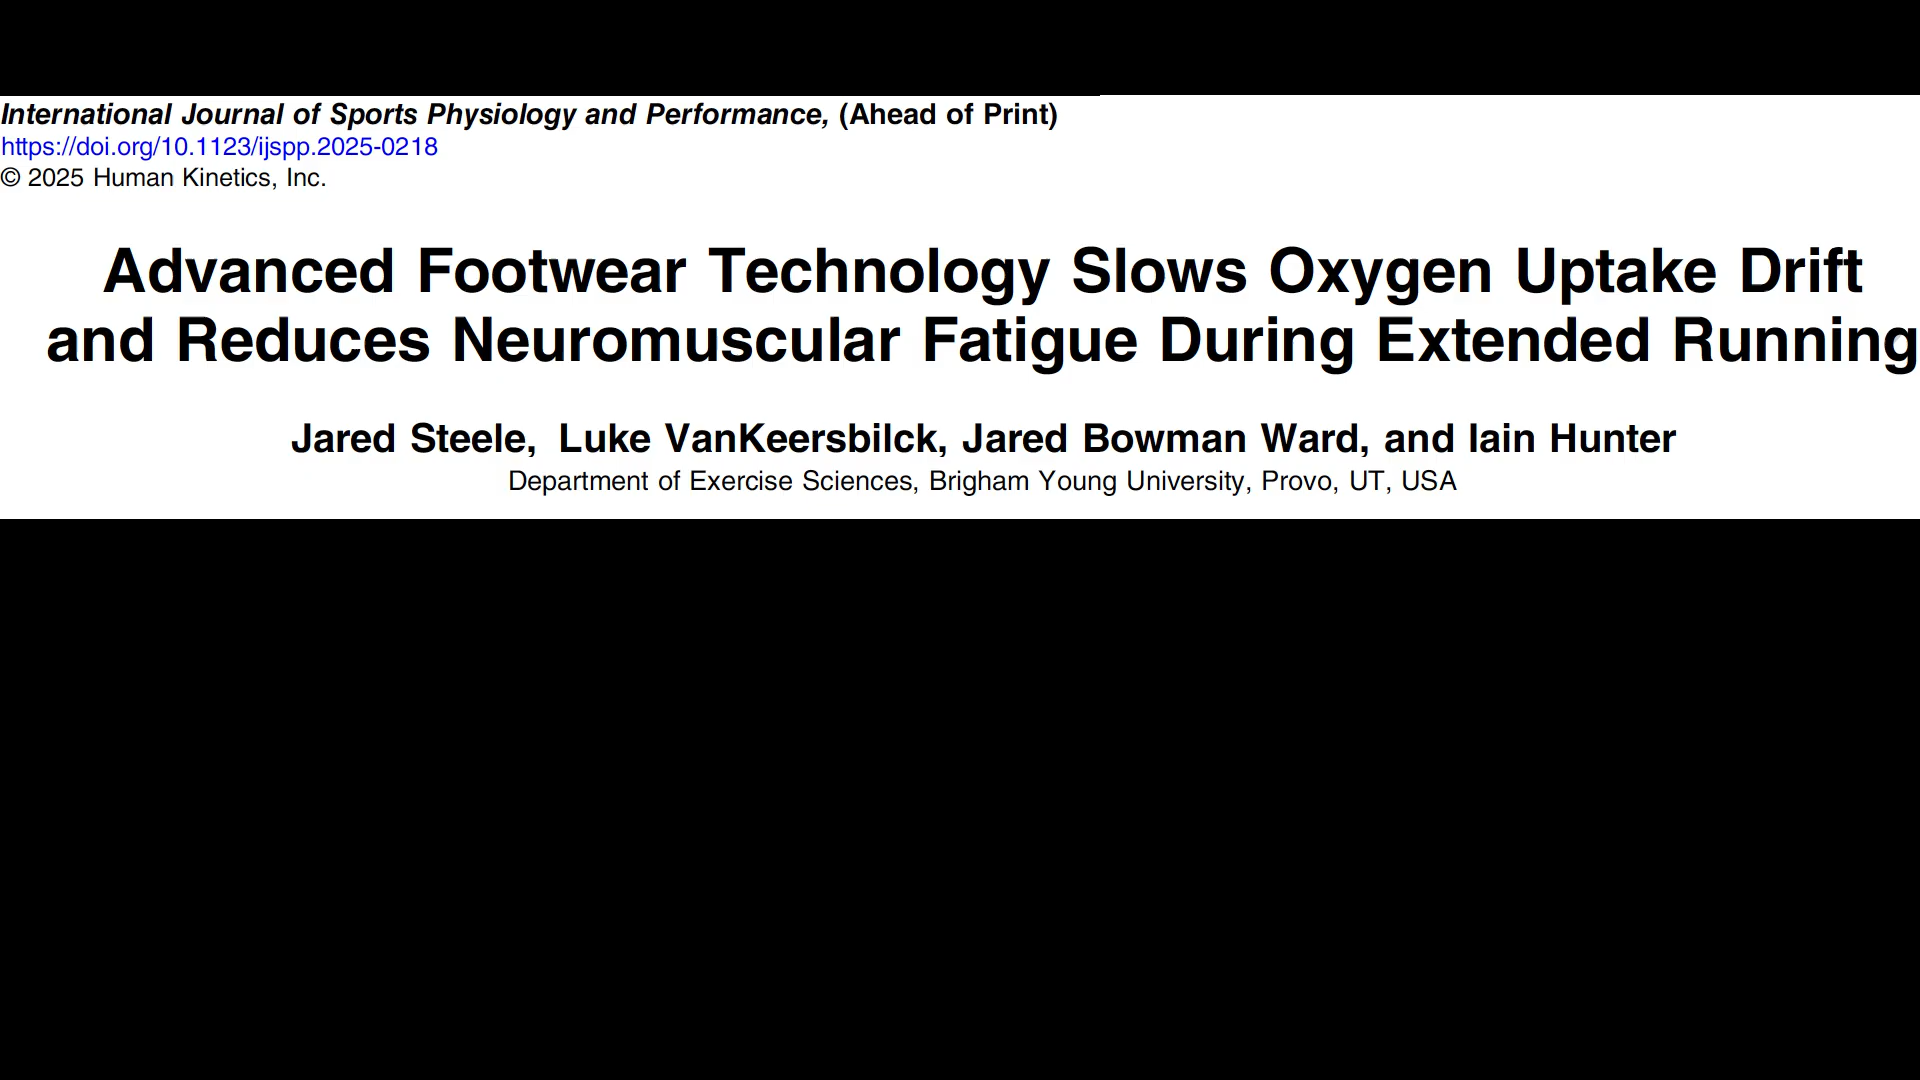 International Journal of Sports Physiology and Performance, (Ahead of Print)
https://doi.org/10.1123/ijspp.2025-0218
© 2025 Human Kinetics, Inc.
Advanced Footwear Technology Slows Oxygen Uptake Drift
and Reduces Neuromuscular Fatigue During Extended Running
Jared Steele, Luke VanKeersbilck, Jared Bowman Ward, and Iain Hunter
Department of Exercise Sciences, Brigham Young University, Provo, UT, USA